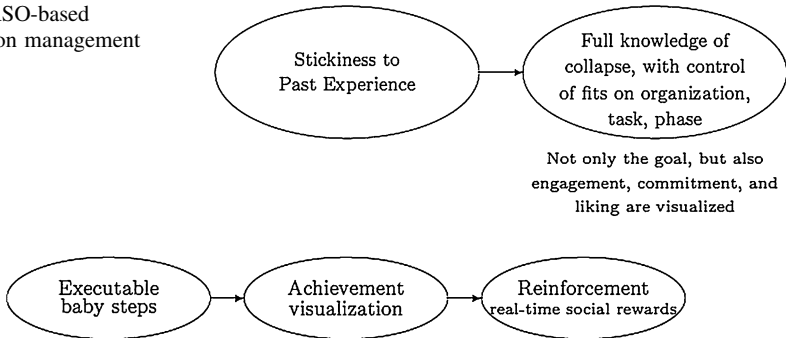 RSO-based
on management
Stickiness to
Past Experience
Full knowledge of
collapse, with control
of fits on organization,
task, phase
Not only the goal, but also
engagement, commitment, and
liking are visualized
Executable
baby steps
Achievement
visualization
Reinforcement
real-time social rewards